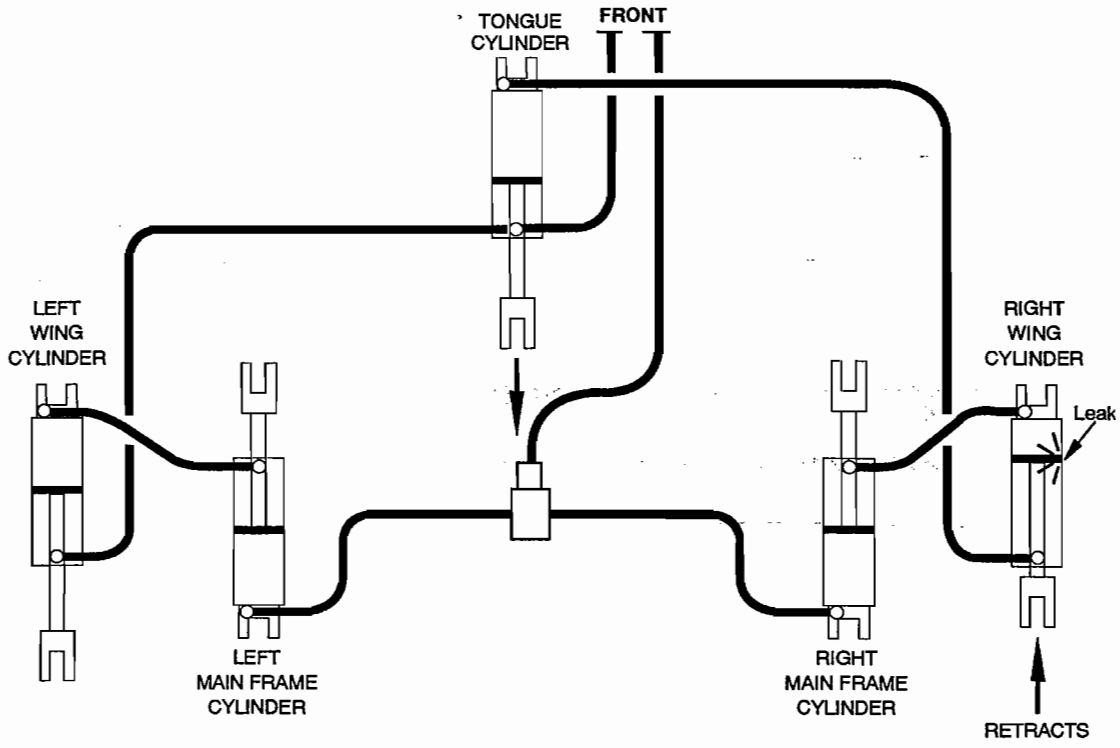 TONGUE
CYLINDER
FRONT
LEFT
WING
CYLINDER
RIGHT
WING
CYLINDER
Leak
LEFT
MAIN FRAME
CYLINDER
RIGHT
MAIN FRAME
CYLINDER
RETRACTS